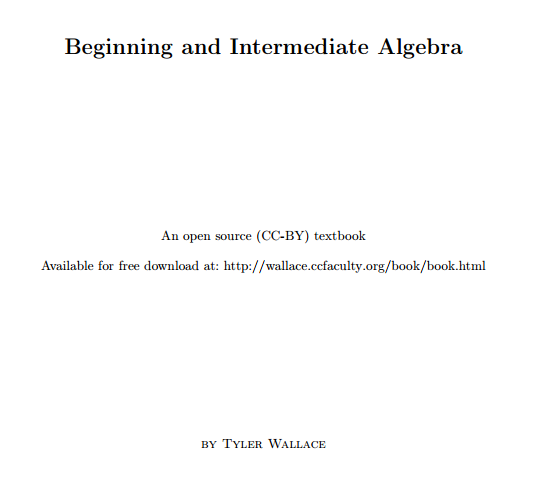 Beginning and Intermediate Algebra
An open source (CC-BY) textbook
Available for free download at: http://wallace.ccfaculty.org/book/book.html
by Tyler Wallace